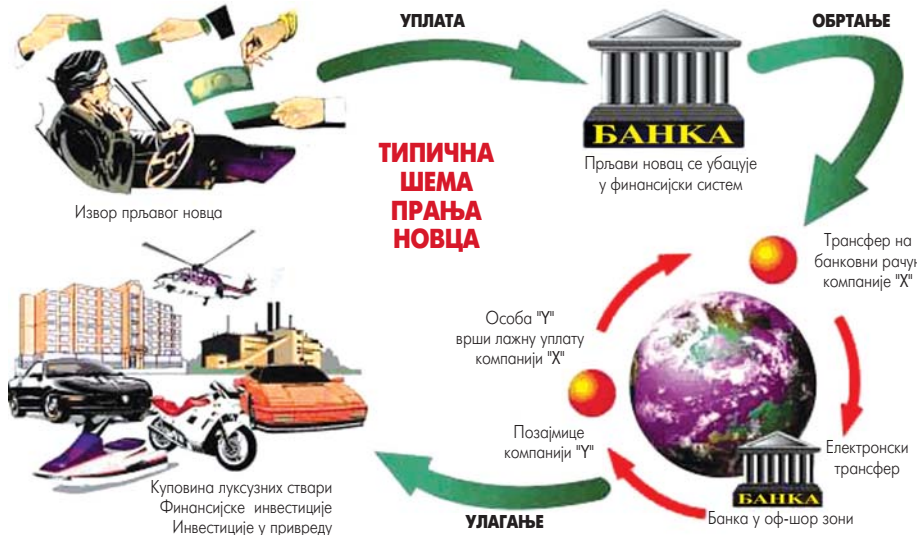 УПЛАТА
ОБРТАЊЕ
БАНКА
Прљави новац се убацује
у финансијски систем
Извор прљавог новца
ТИПИЧНА
ШЕМА
ПРАЊА
НОВЦА
Трансфер на
банковни рачун
компаније "X"
Особа "Y"
врши лажну уплату
компанији "X"
Позајмице
компанији "Y"
Електронски
трансфер
БАНКА
Банка у оф-шор зони
УЛАГАЊЕ
Куповина луксузних ствари
Финансијске инвестиције
Инвестиције у привреду